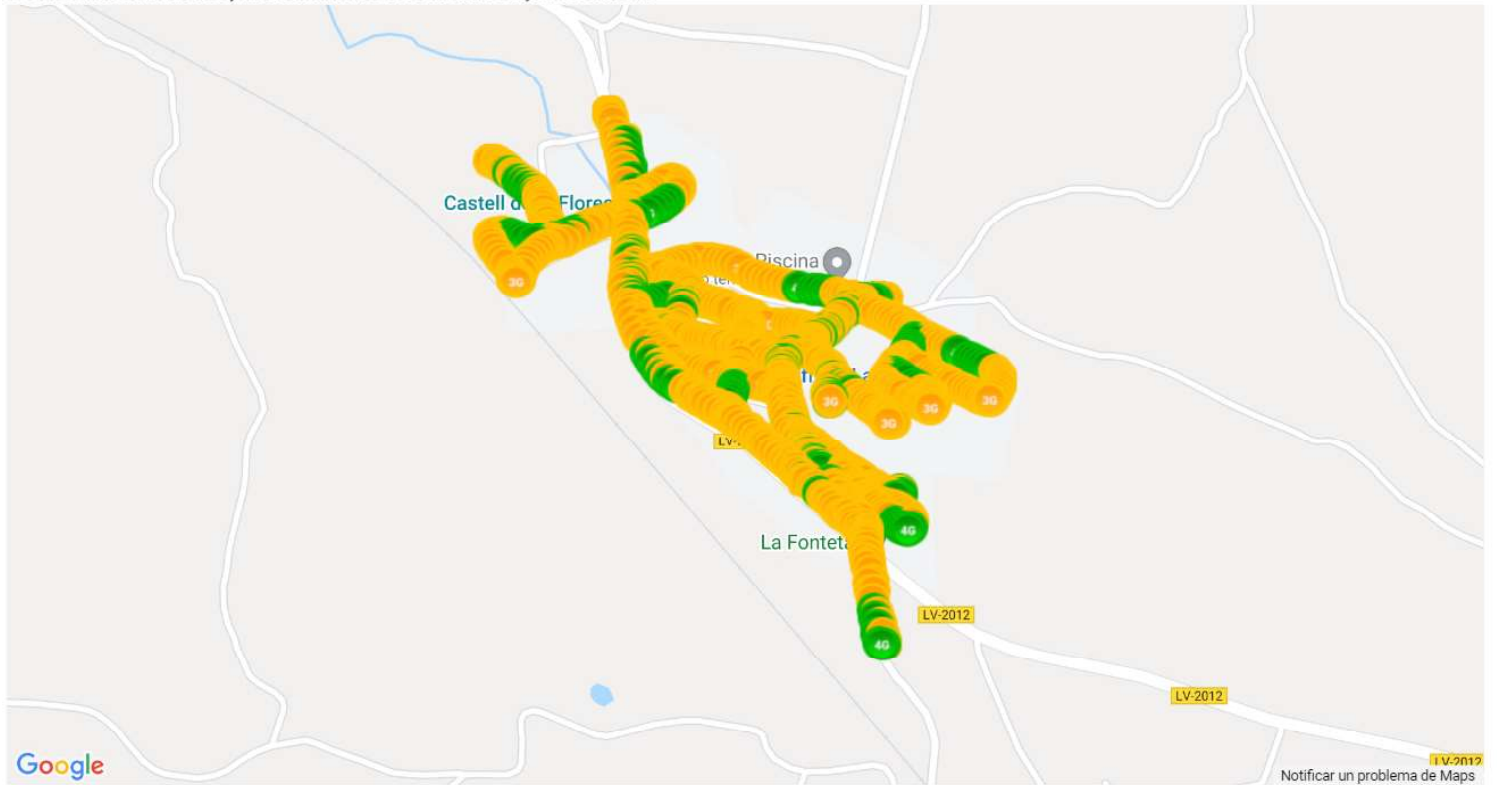 Castell d
Flores
Piscina
3G
3G
3G
3G
3G
LV-
La Fonteta
4G
LV-2012
4G
LV-2012
LV-2012
Google
Notificar un problema de Maps